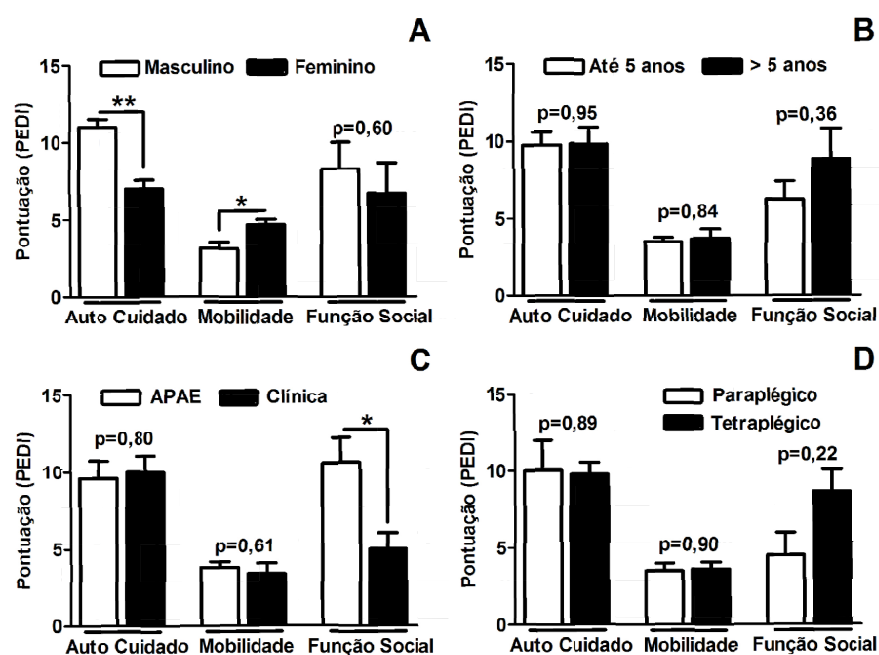 A
Masculino Feminino
15
10
5
0
Pontuação (PEDI)
**
*
p=0,60
Auto Cuidado Mobilidade Função Social
B
Até 5 anos > 5 anos
15
10
5
0
Pontuação (PEDI)
p=0,95
p=0,84
p=0,36
Auto Cuidado Mobilidade Função Social
C
APAE Clínica
15
10
5
0
Pontuação (PEDI)
p=0,80
p=0,61
*
Auto Cuidado Mobilidade Função Social
D
Paraplégico
Tetraplégico
15
10
5
0
Pontuação (PEDI)
p=0,89
p=0,90
p=0,22
Auto Cuidado Mobilidade Função Social